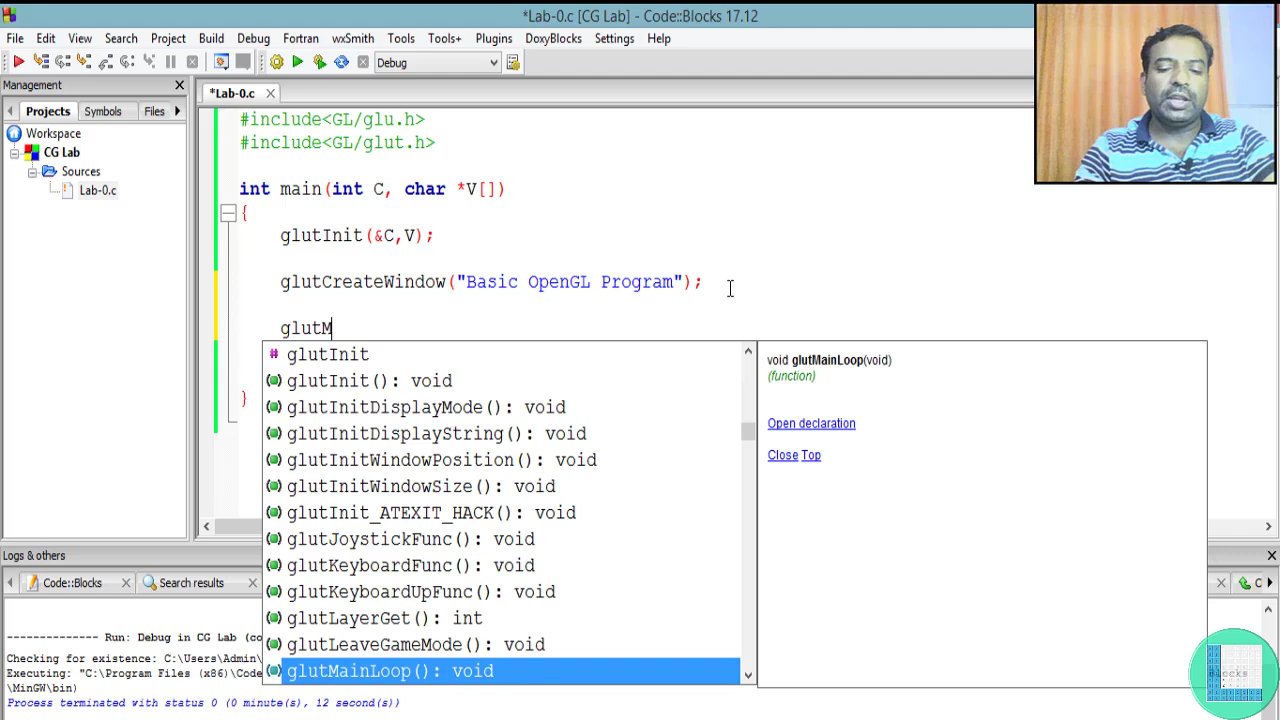 *Lab-0.c [CG Lab] - Code::Blocks 17.12
File Edit View Search Project Build Debug Fortran wxSmith Tools Tools+ Plugins DoxyBlocks Settings Help
Debug
Management
*Lab-0.c
Projects Symbols Files
Workspace
CG Lab
Sources
Lab-0.c
#include<GL/glu.h>
#include<GL/glut.h>
int main(int C, char *V[])
{
glutInit(&C,V);
glutCreateWindow("Basic OpenGL Program");
glutM
}
glutInit
glutInit(): void
glutInitDisplayMode(): void
glutInitDisplayString(): void
glutInitWindowPosition(): void
glutInitWindowSize(): void
glutInit_ATEXIT_HACK(): void
glutJoystickFunc(): void
glutKeyboardFunc(): void
glutKeyboardUpFunc(): void
glutLayerGet(): int
glutLeaveGameMode(): void
glutMainLoop(): void
void glutMainLoop(void)
(function)
Open declaration
Close Top
Logs & others
Code::Blocks Search results
-------------- Run: Debug in CG Lab (co
Checking for existence: C:\Users\Admin\
Executing: "C:\Program Files (x86)\Code
\MinGW\bin)
Process terminated with status 0 (0 minute(s), 12 second(s))